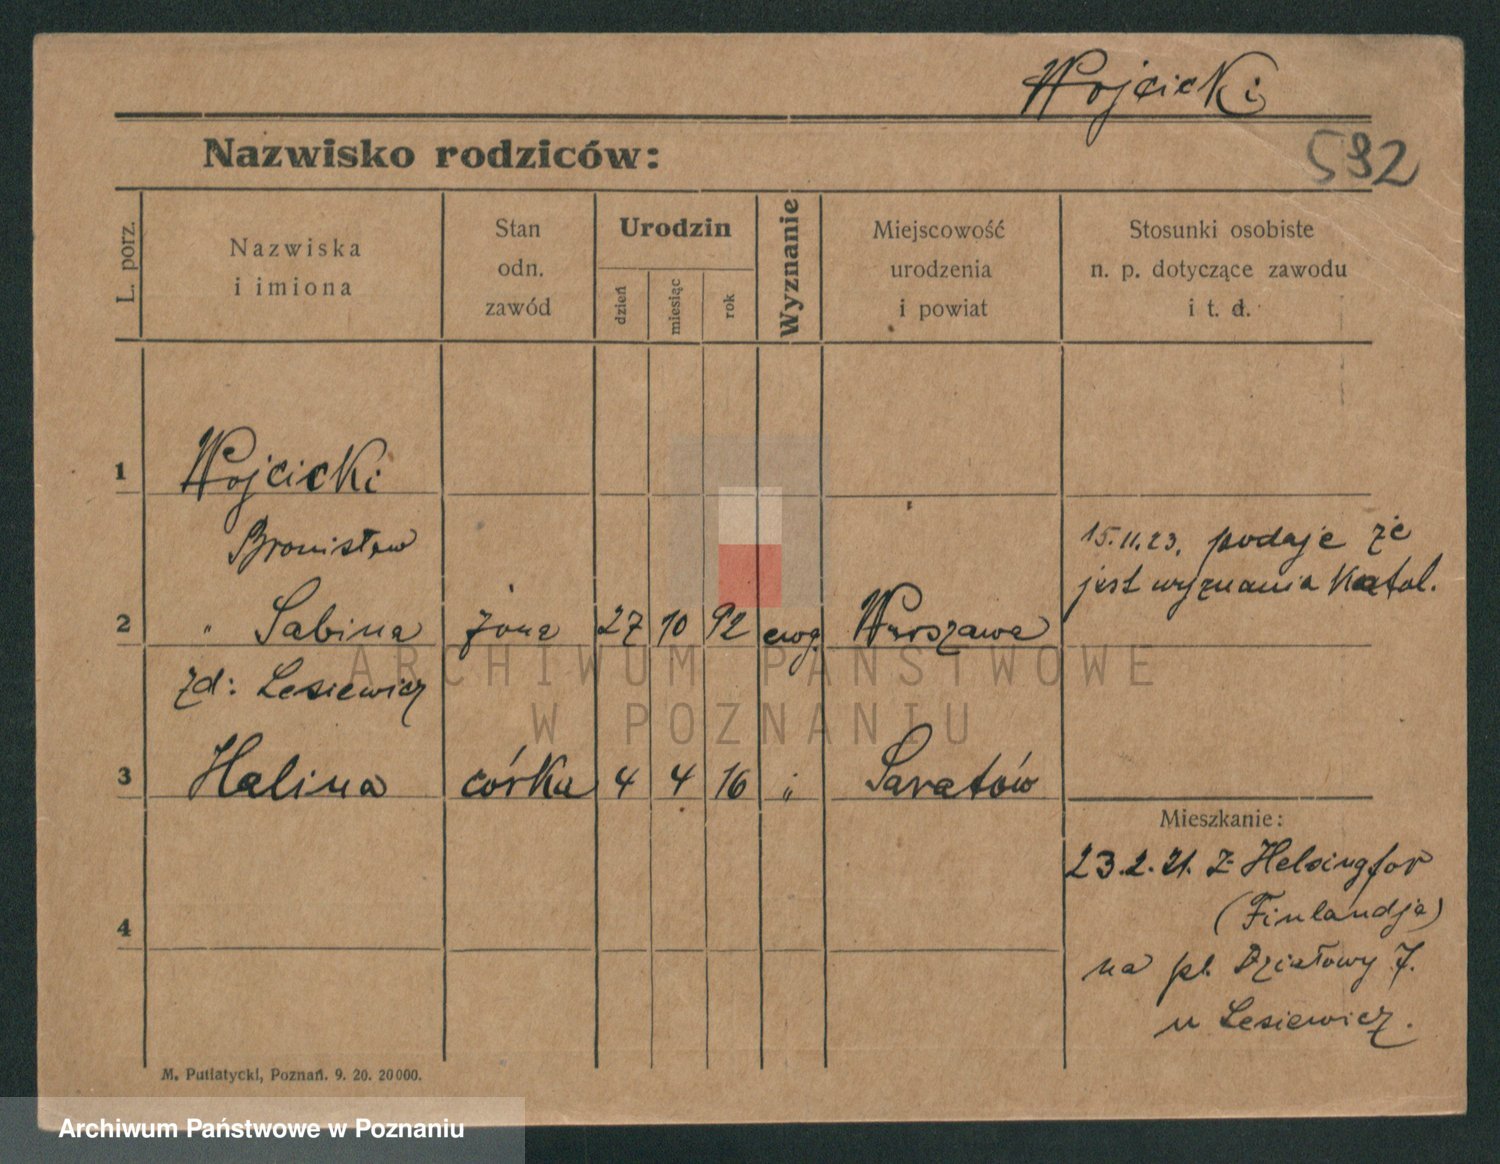 Wojcicki
592
Nazwisko rodziców:
L. porz.
Nazwiska
i imiona
Stan
odn.
zawód
Urodzin
dzień
miesiąc
rok
Wyznanie
Miejscowość
urodzenia
i powiat
Stosunki osobiste
n. p. dotyczące zawodu
i t. d.
1 Wojcicki
Bronisław
15.11.23. podaje że
jest wyznania Katol.
2 " Sabina żona 27 10 92 ewg. Warszawa
zd: Lesiewicz
3 Halina córka 4 4 16 " Saratów
Mieszkanie:
23.2.21. z Helsingfor
(Finlandja)
4
na pl. Działowy 7.
u Lesiewicz.
M. Putiatycki, Poznań. 9. 20. 20000.
ARCHIWUM PAŃSTWOWE
W POZNANIU
Archiwum Państwowe w Poznaniu